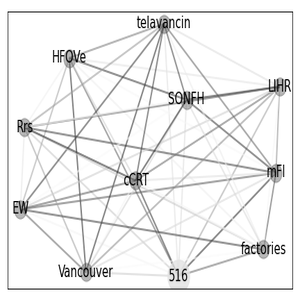 telavancin
HFOVe
LIHR
SONFH
Rrs
cCRT
mFI
EW
factories
Vancouver
516